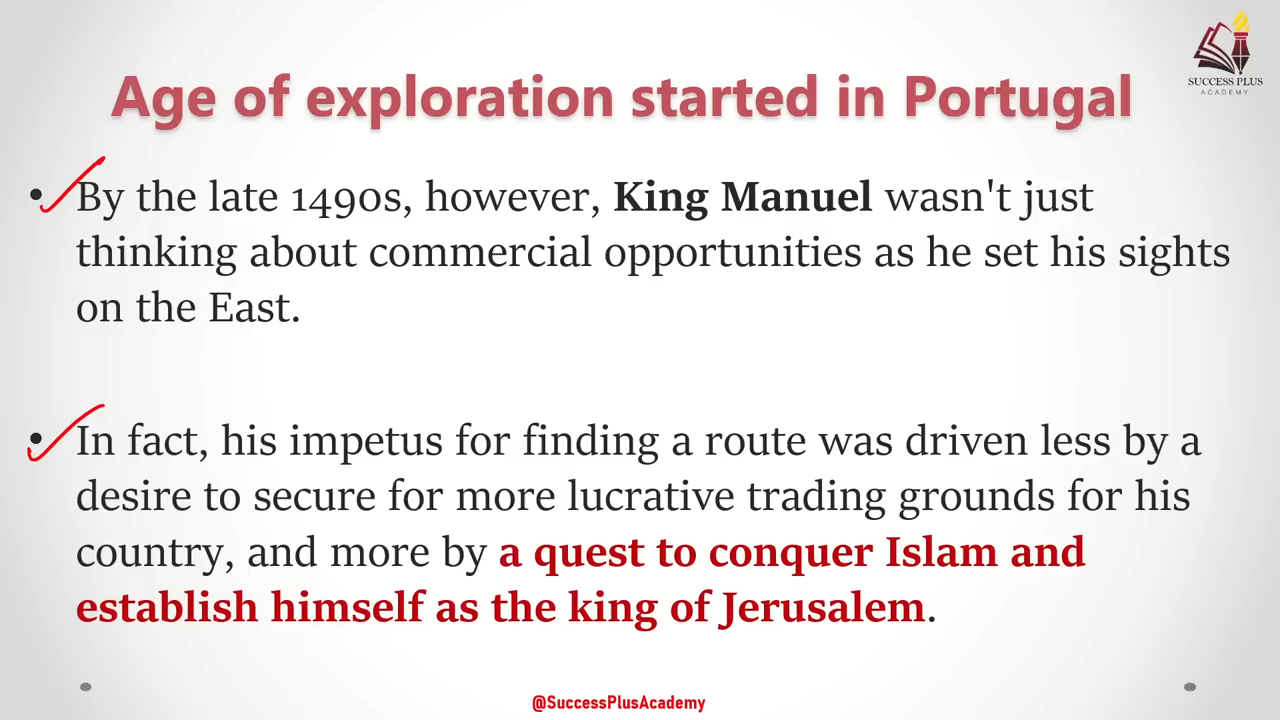 SUCCESS PLUS
ACADEMY
Age of exploration started in Portugal
• By the late 1490s, however, King Manuel wasn't just
thinking about commercial opportunities as he set his sights
on the East.
• In fact, his impetus for finding a route was driven less by a
desire to secure for more lucrative trading grounds for his
country, and more by a quest to conquer Islam and
establish himself as the king of Jerusalem.
@SuccessPlusAcademy